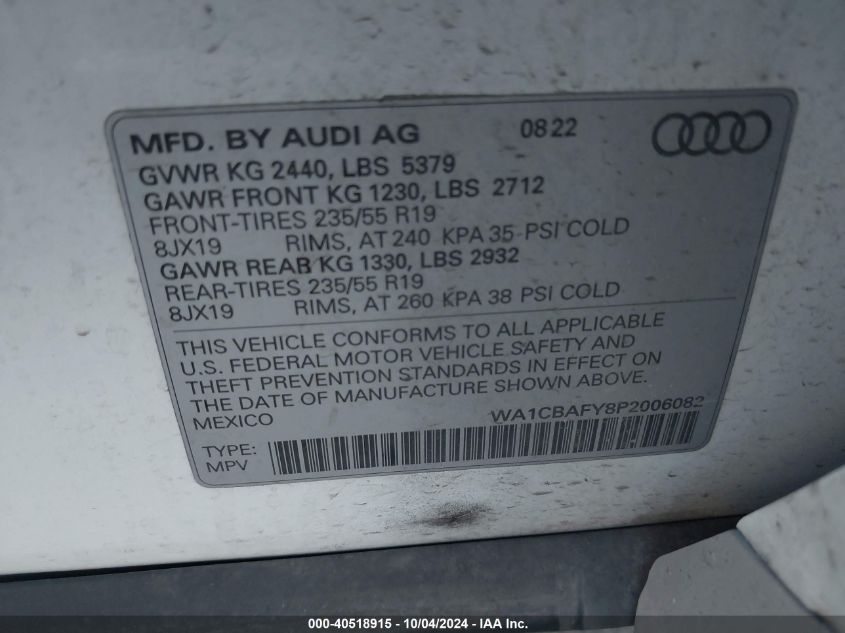 MFD. BY AUDI AG 0822
GVWR KG 2440, LBS 5379
GAWR FRONT KG 1230, LBS 2712
FRONT-TIRES 235/55 R19
8JX19 RIMS, AT 240 KPA 35 PSI COLD
GAWR REAR KG 1330, LBS 2932
REAR-TIRES 235/55 R19
8JX19 RIMS, AT 260 KPA 38 PSI COLD
THIS VEHICLE CONFORMS TO ALL APPLICABLE
U.S. FEDERAL MOTOR VEHICLE SAFETY AND
THEFT PREVENTION STANDARDS IN EFFECT ON
THE DATE OF MANUFACTURE SHOWN ABOVE.
MEXICO WA1CBAFY8P2006082
TYPE:
MPV
000-40518915 - 10/04/2024 - IAA Inc.